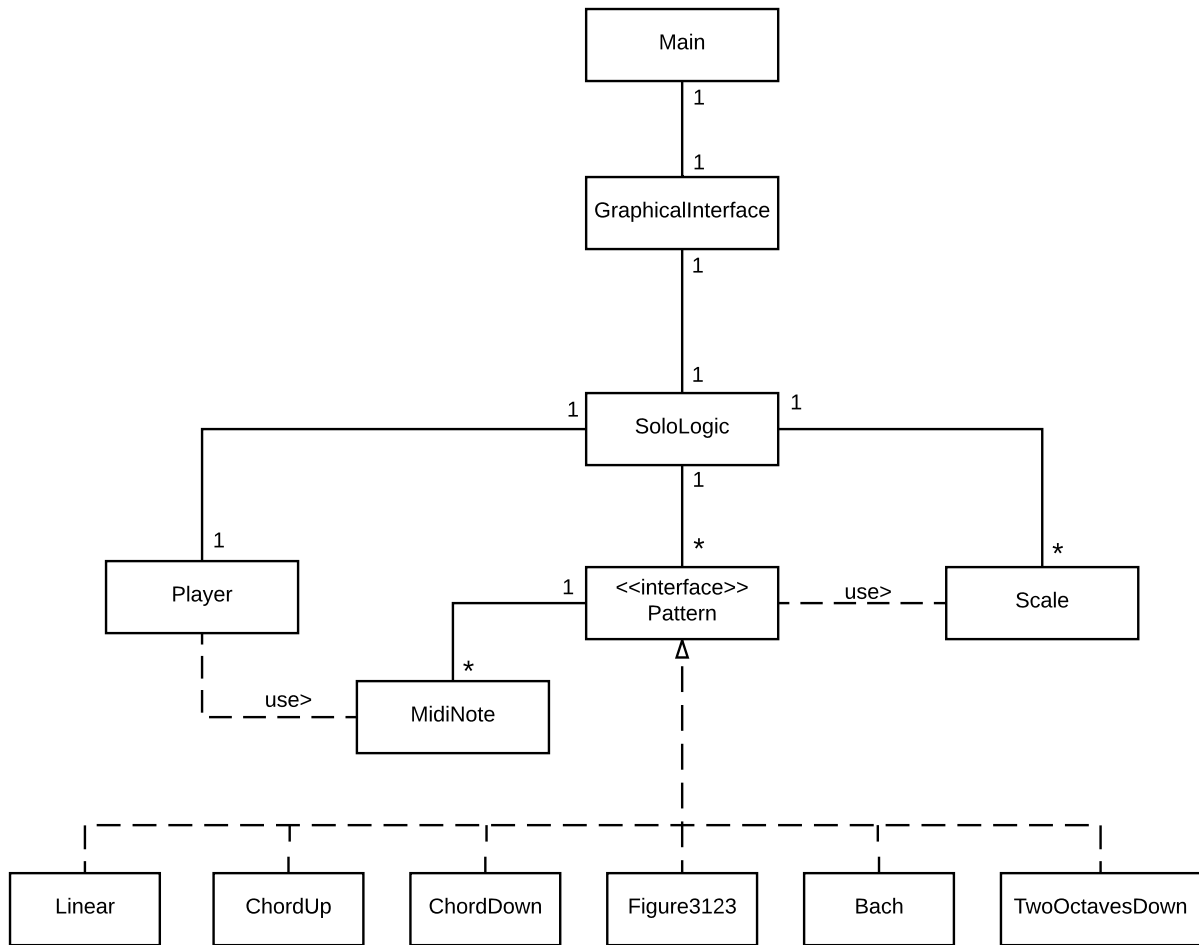 Main
1
1
GraphicalInterface
1
1
1
SoloLogic
1
1
1
*
*
Player
1
<<interface>>
Pattern
use>
Scale
*
use>
MidiNote
Linear
ChordUp
ChordDown
Figure3123
Bach
TwoOctavesDown